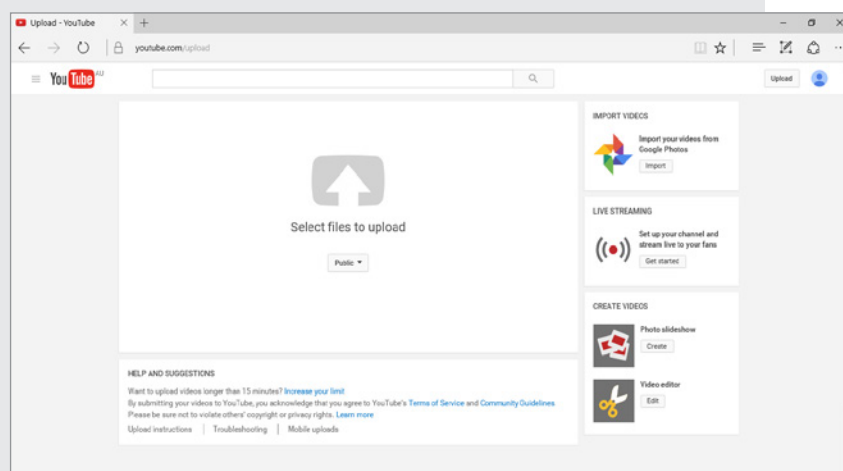 Upload - YouTube
youtube.com/upload
YouTube AU
Upload
Select files to upload
Public
HELP AND SUGGESTIONS
Want to upload videos longer than 15 minutes? Increase your limit
By submitting your videos to YouTube, you acknowledge that you agree to YouTube's Terms of Service and Community Guidelines
Please be sure not to violate others' copyright or privacy rights. Learn more
Upload instructions | Troubleshooting | Mobile uploads
IMPORT VIDEOS
Import your videos from
Google Photos
Import
LIVE STREAMING
Set up your channel and
stream live to your fans
Get started
CREATE VIDEOS
Photo slideshow
Create
Video editor
Edit